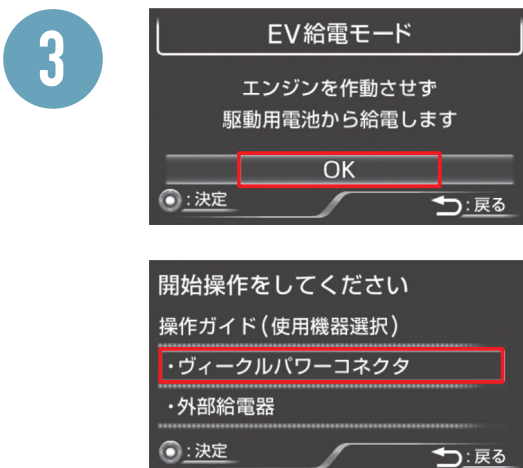 3
EV給電モード
エンジンを作動させず
駆動用電池から給電します
OK
:決定
:戻る
開始操作をしてください
操作ガイド(使用機器選択)
・ヴィークルパワーコネクタ
・外部給電器
:決定
:戻る